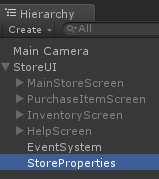 Hierarchy
Create All
Main Camera
StoreUI
MainStoreScreen
PurchaseItemScreen
InventoryScreen
HelpScreen
EventSystem
StoreProperties